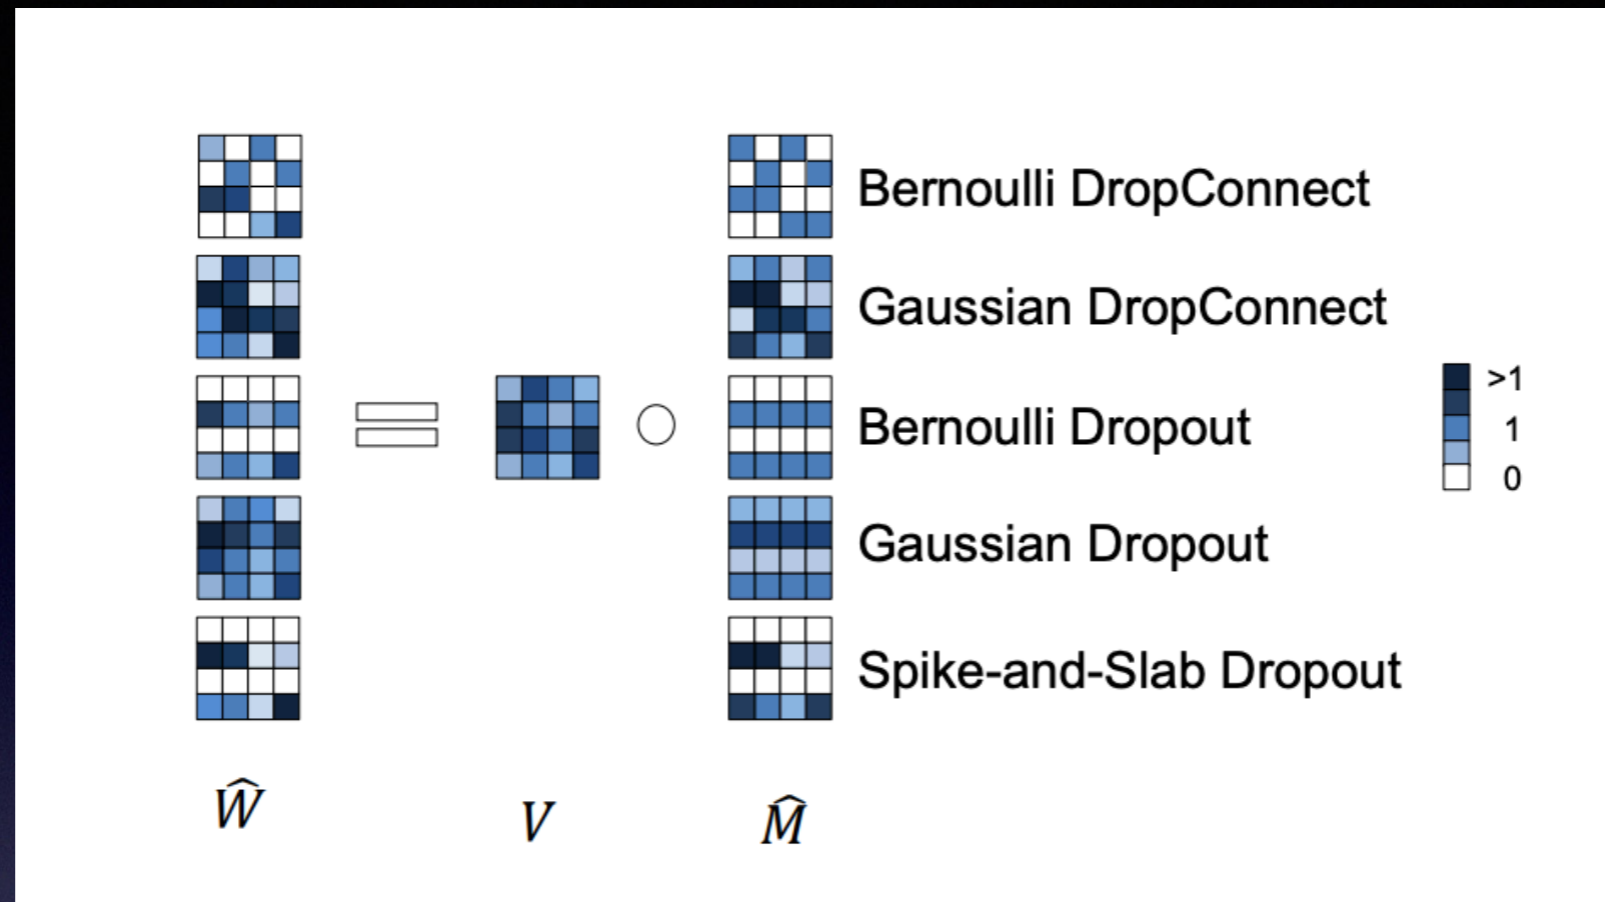 Bernoulli DropConnect
Gaussian DropConnect
>1
Bernoulli Dropout
1
0
Gaussian Dropout
Spike-and-Slab Dropout
Ŵ
V
M̂